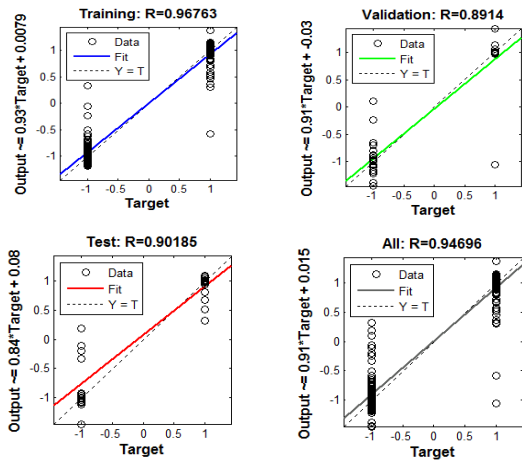 Training: R=0.96763
Output ~= 0.93*Target + 0.0079
Data
Fit
Y = T
1
0.5
0
-0.5
-1
-1 -0.5 0 0.5 1
Target
Validation: R=0.8914
Output ~= 0.91*Target + -0.03
Data
Fit
Y = T
1
0.5
0
-0.5
-1
-1 -0.5 0 0.5 1
Target
Test: R=0.90185
Output ~= 0.84*Target + 0.08
Data
Fit
Y = T
1
0.5
0
-0.5
-1
-1 -0.5 0 0.5 1
Target
All: R=0.94696
Output ~= 0.91*Target + 0.015
Data
Fit
Y = T
1
0.5
0
-0.5
-1
-1 -0.5 0 0.5 1
Target